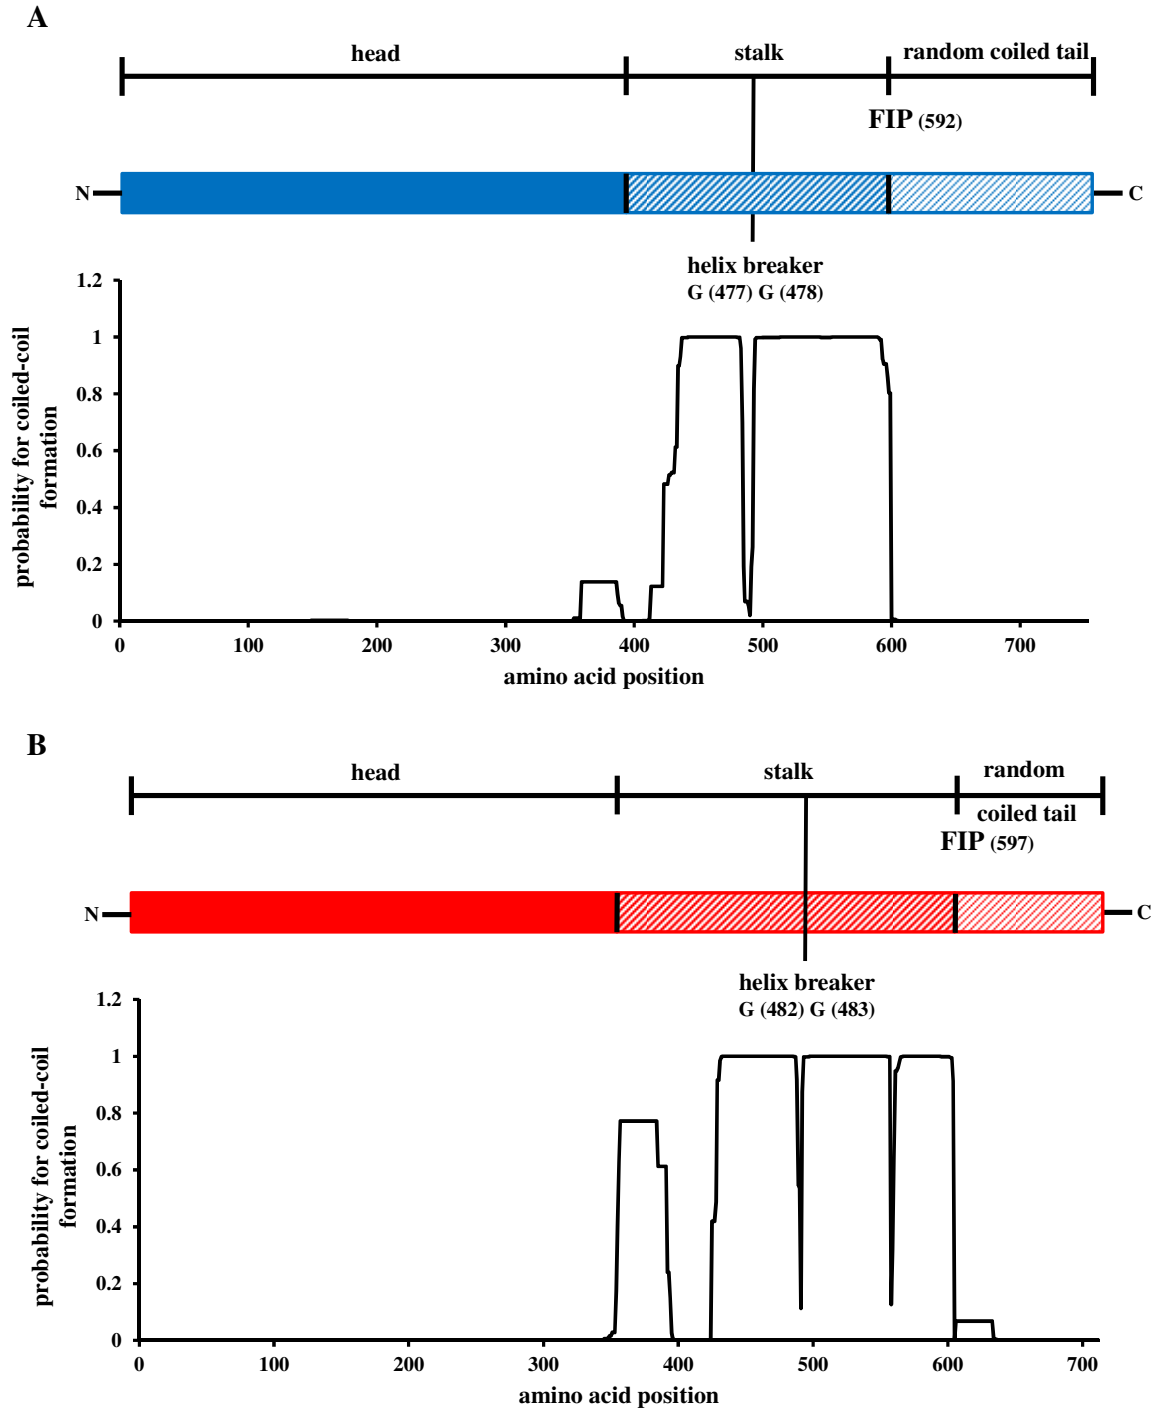 A
head
stalk
random coiled tail
FIP (592)
N
C
helix breaker
G (477) G (478)
1.2
1
0.8
0.6
0.4
0.2
0
probability for coiled-coil
formation
0 100 200 300 400 500 600 700
amino acid position
B
head
stalk
random
coiled tail
FIP (597)
N
C
helix breaker
G (482) G (483)
1.2
1
0.8
0.6
0.4
0.2
0
probability for coiled-coil
formation
0 100 200 300 400 500 600 700
amino acid position